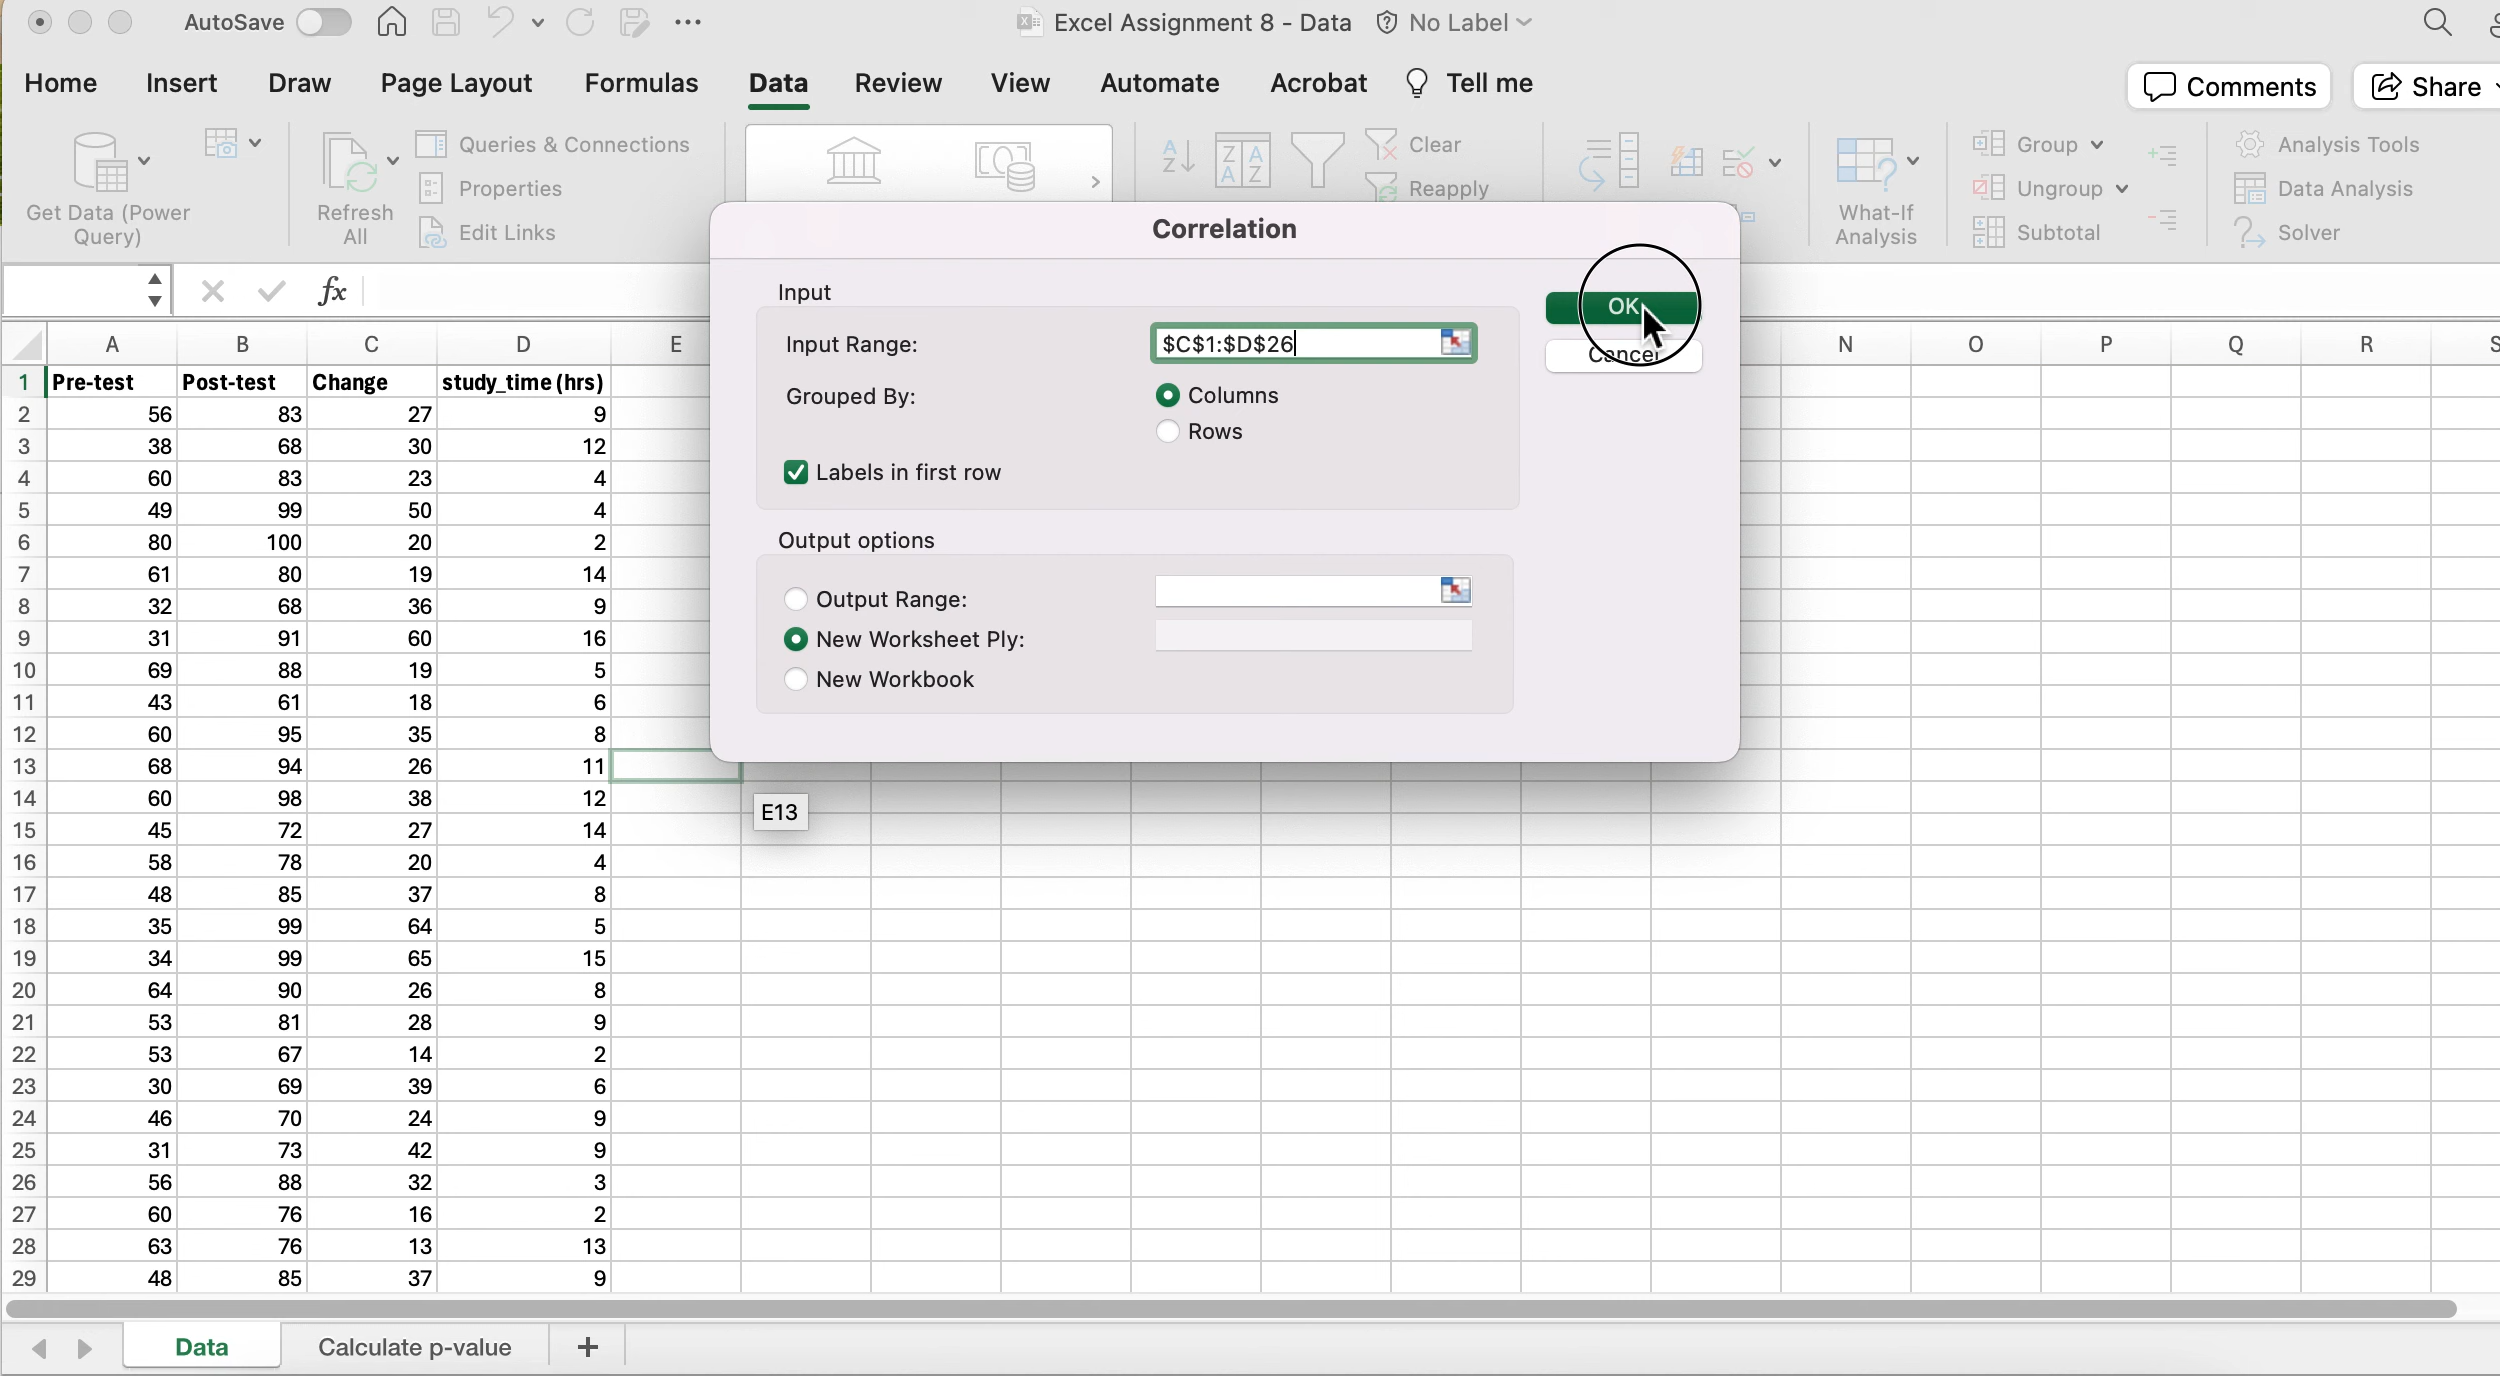 AutoSave Excel Assignment 8 - Data No Label
Home Insert Draw Page Layout Formulas Data Review View Automate Acrobat Tell me Comments Share
Get Data (Power Query)
Refresh All
Queries & Connections
Properties
Edit Links
Clear
Reapply
What-If Analysis
Group
Ungroup
Subtotal
Analysis Tools
Data Analysis
Solver
fx
Correlation
Input
Input Range: $C$1:$D$26
Grouped By: Columns
Rows
Labels in first row
Output options
Output Range:
New Worksheet Ply:
New Workbook
OK
Cancel
A B C D E N O P Q R S
1 Pre-test Post-test Change study_time (hrs)
2 56 83 27 9
3 38 68 30 12
4 60 83 23 4
5 49 99 50 4
6 80 100 20 2
7 61 80 19 14
8 32 68 36 9
9 31 91 60 16
10 69 88 19 5
11 43 61 18 6
12 60 95 35 8
13 68 94 26 11
14 60 98 38 12
E13
15 45 72 27 14
16 58 78 20 4
17 48 85 37 8
18 35 99 64 5
19 34 99 65 15
20 64 90 26 8
21 53 81 28 9
22 53 67 14 2
23 30 69 39 6
24 46 70 24 9
25 31 73 42 9
26 56 88 32 3
27 60 76 16 2
28 63 76 13 13
29 48 85 37 9
Data Calculate p-value +